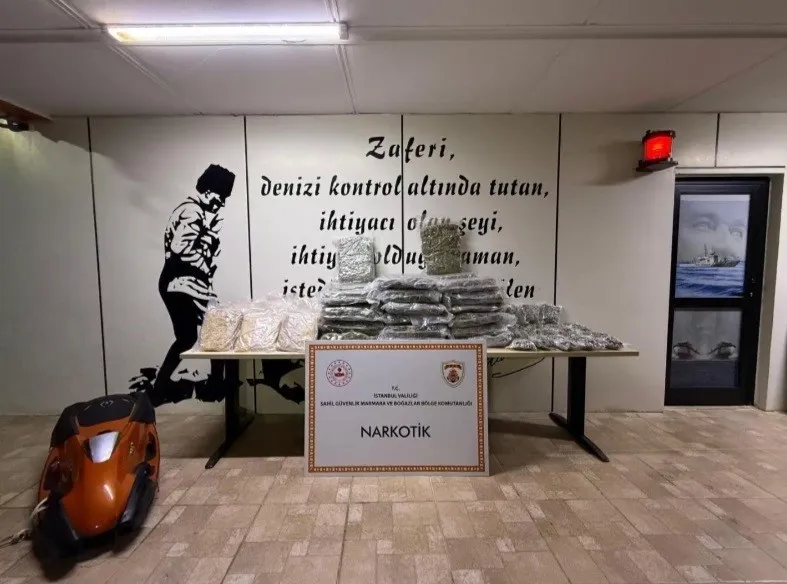 Zaferi,
denizi kontrol altında tutan,
ihtiyacı olan şeyi,
T.C.
İSTANBUL VALİLİĞİ
SAHİL GÜVENLİK MARMARA VE BOĞAZLAR BÖLGE KOMUTANLIĞI
NARKOTİK